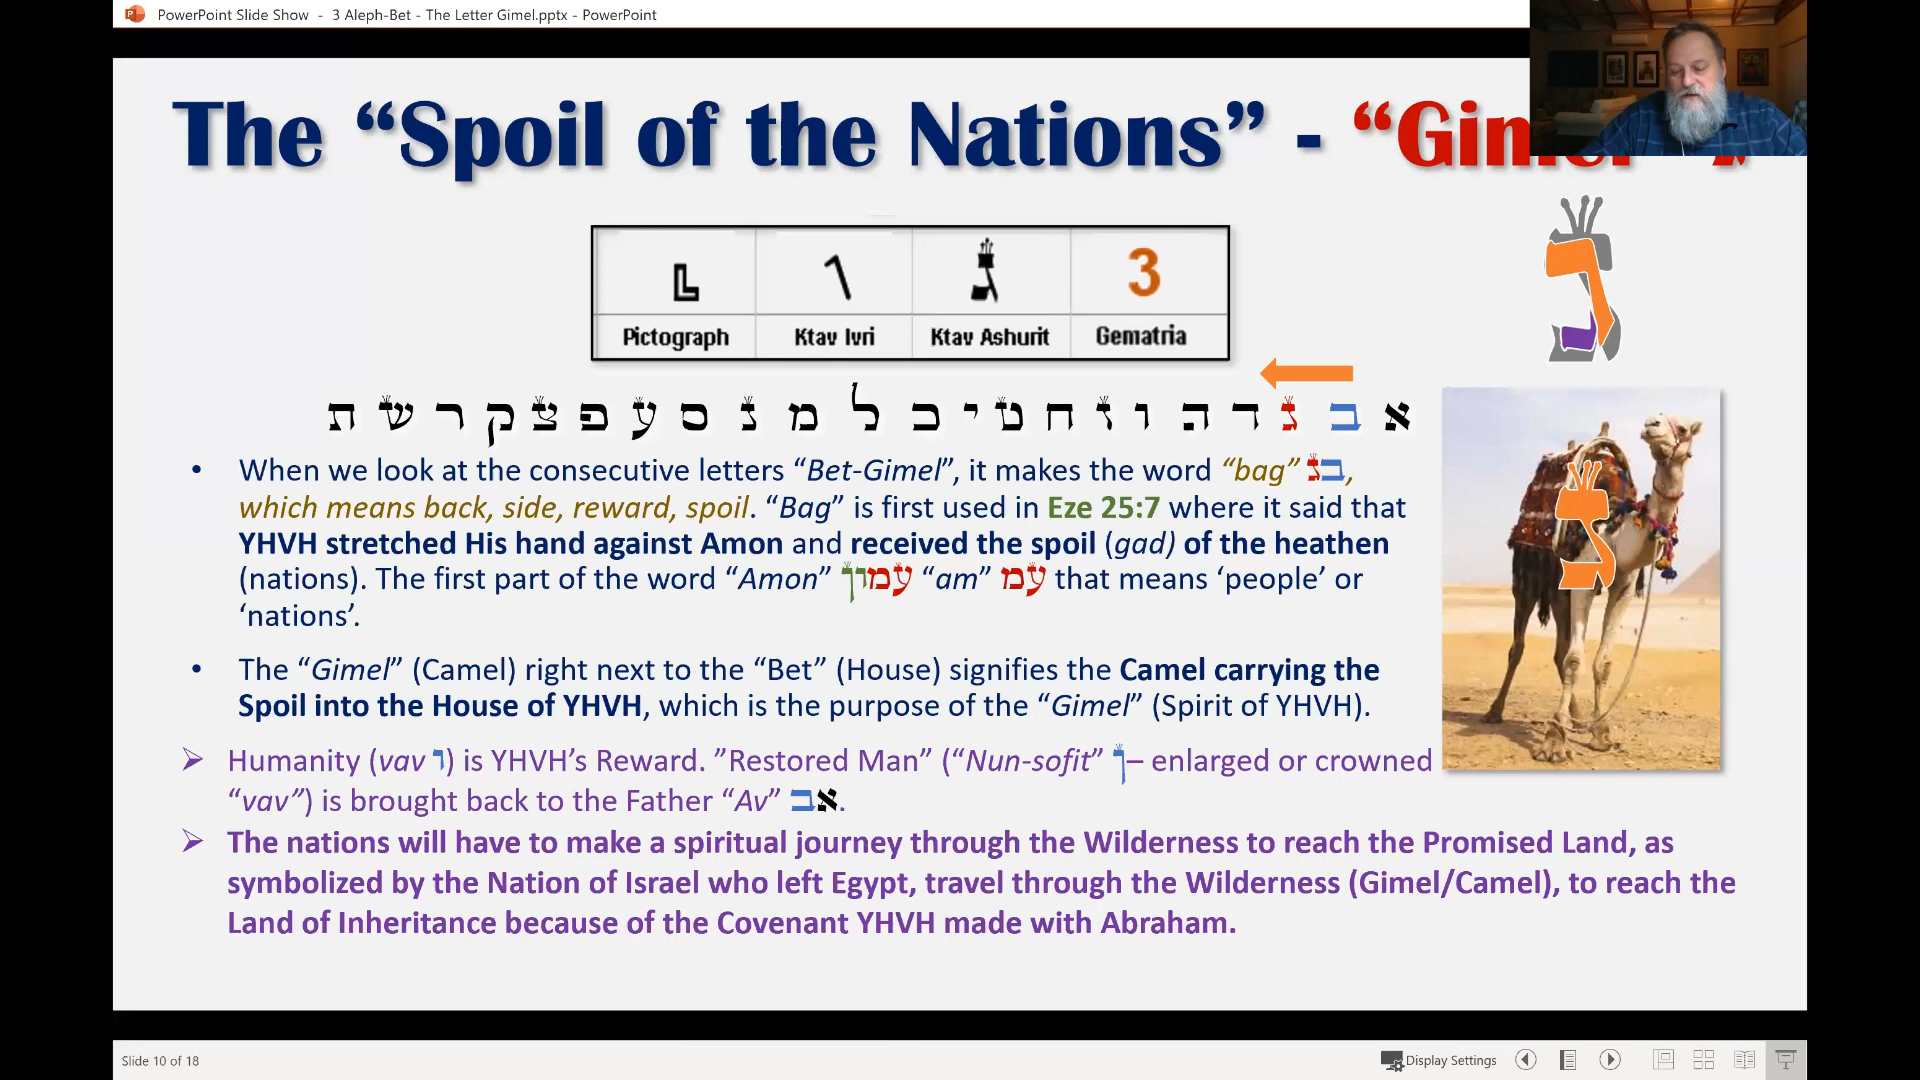 PowerPoint Slide Show - 3 Aleph-Bet - The Letter Gimel.pptx - PowerPoint
The “Spoil of the Nations” -
3
Pictograph Ktav Ivri Ktav Ashurit Gematria
א ב ג ד ה ו ז ח ט י כ ל מ נ ס ע פ צ ק ר ש ת
• When we look at the consecutive letters “Bet-Gimel”, it makes the word “bag” בג,
which means back, side, reward, spoil. “Bag” is first used in Eze 25:7 where it said that
YHVH stretched His hand against Amon and received the spoil (gad) of the heathen
(nations). The first part of the word “Amon” עמון “am” עמ that means ‘people’ or
‘nations’.
• The “Gimel” (Camel) right next to the “Bet” (House) signifies the Camel carrying the
Spoil into the House of YHVH, which is the purpose of the “Gimel” (Spirit of YHVH).
➢ Humanity (vav ו) is YHVH’s Reward. ”Restored Man” (“Nun-sofit” ן– enlarged or crowned
“vav”) is brought back to the Father “Av” אב.
➢ The nations will have to make a spiritual journey through the Wilderness to reach the Promised Land, as
symbolized by the Nation of Israel who left Egypt, travel through the Wilderness (Gimel/Camel), to reach the
Land of Inheritance because of the Covenant YHVH made with Abraham.
Slide 10 of 18
Display Settings